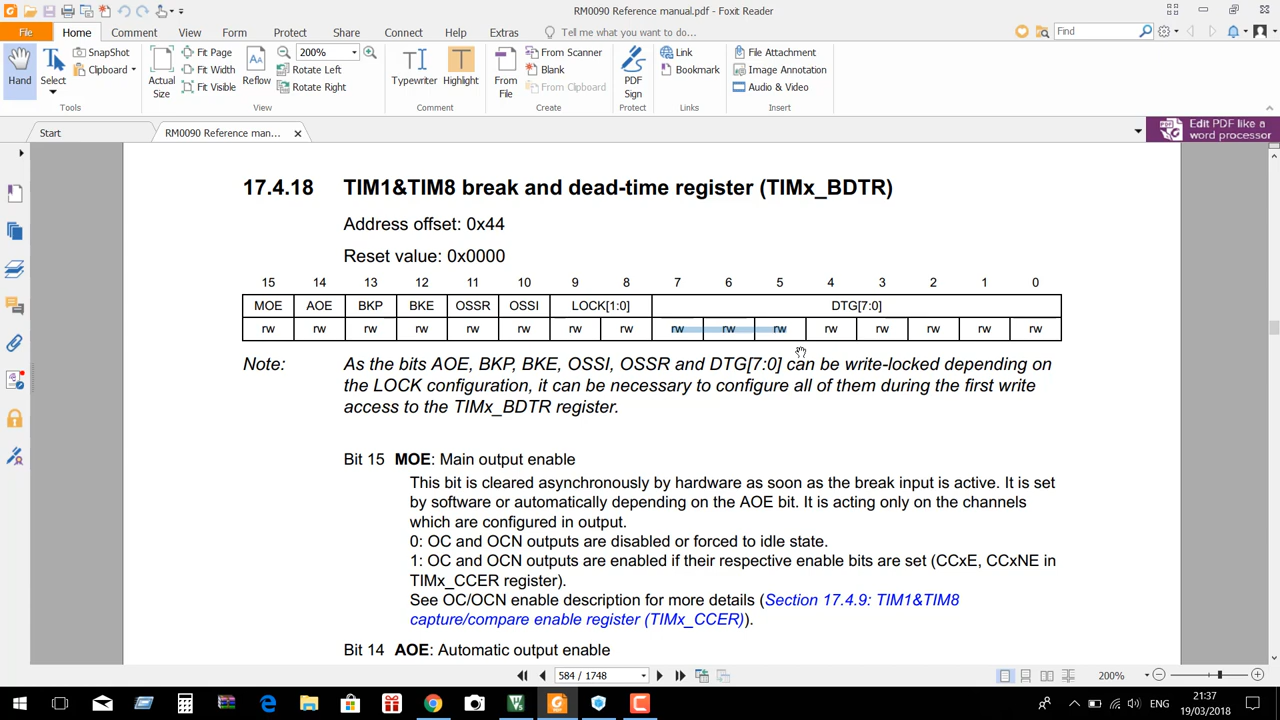 RM0090 Reference manual.pdf - Foxit Reader
File Home Comment View Form Protect Share Connect Help Extras Tell me what you want to do... Find
Hand
Select
SnapShot
Clipboard
Actual Size
Fit Page
Fit Width
Fit Visible
Reflow
200%
Rotate Left
Rotate Right
Typewriter
Highlight
From File
From Scanner
Blank
From Clipboard
PDF Sign
Link
Bookmark
File Attachment
Image Annotation
Audio & Video
Tools View Comment Create Protect Links Insert
Start RM0090 Reference man...
Edit PDF like a
word processor
17.4.18 TIM1&TIM8 break and dead-time register (TIMx_BDTR)
Address offset: 0x44
Reset value: 0x0000
15 14 13 12 11 10 9 8 7 6 5 4 3 2 1 0
MOE AOE BKP BKE OSSR OSSI LOCK[1:0] DTG[7:0]
rw rw rw rw rw rw rw rw rw rw rw rw rw rw rw rw
Note: As the bits AOE, BKP, BKE, OSSI, OSSR and DTG[7:0] can be write-locked depending on
the LOCK configuration, it can be necessary to configure all of them during the first write
access to the TIMx_BDTR register.
Bit 15 MOE: Main output enable
This bit is cleared asynchronously by hardware as soon as the break input is active. It is set
by software or automatically depending on the AOE bit. It is acting only on the channels
which are configured in output.
0: OC and OCN outputs are disabled or forced to idle state.
1: OC and OCN outputs are enabled if their respective enable bits are set (CCxE, CCxNE in
TIMx_CCER register).
See OC/OCN enable description for more details (Section 17.4.9: TIM1&TIM8
capture/compare enable register (TIMx_CCER)).
Bit 14 AOE: Automatic output enable
584 / 1748
200%
ENG
21:37
19/03/2018